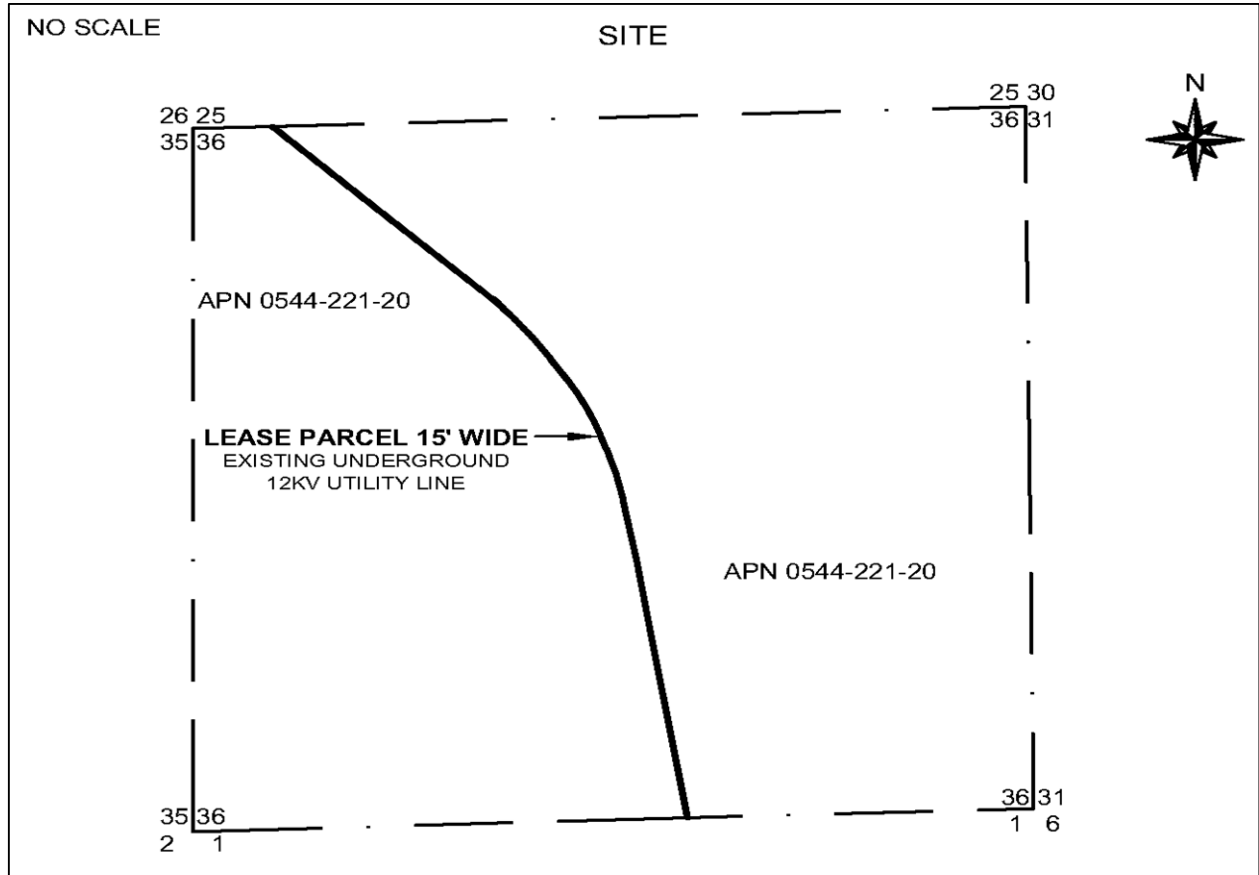 NO SCALE
SITE
N
26 25
35 36
25 30
36 31
APN 0544-221-20
LEASE PARCEL 15' WIDE
EXISTING UNDERGROUND
12KV UTILITY LINE
APN 0544-221-20
35 36
2 1
36 31
1 6